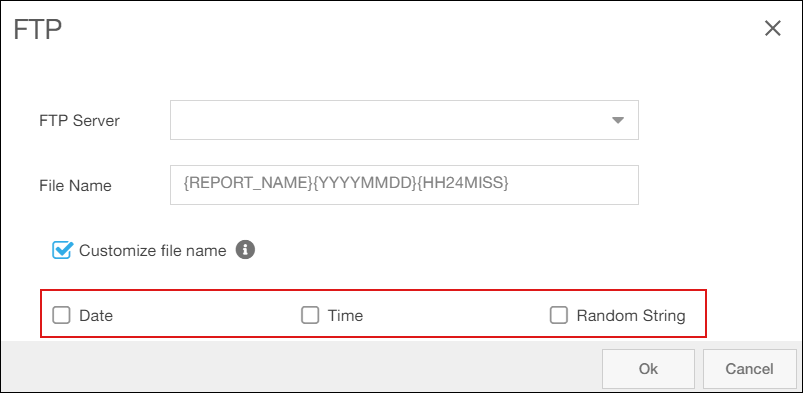 FTP
FTP Server
File Name {REPORT_NAME}{YYYYMMDD}{HH24MISS}
Customize file name
Date Time Random String
Ok Cancel